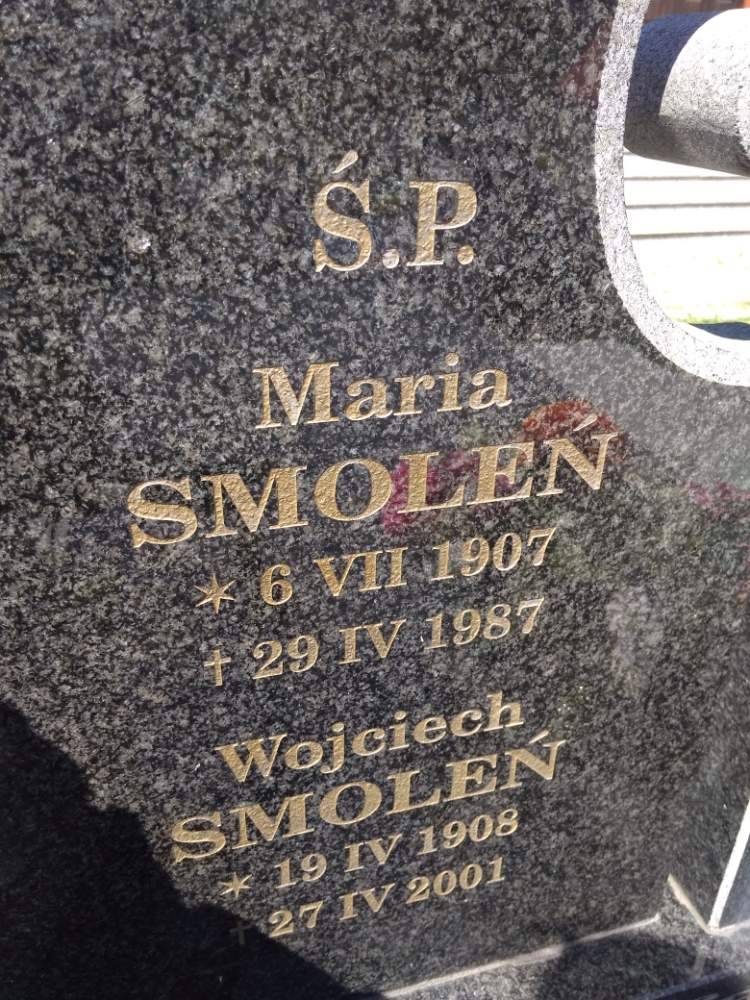 Ś.P.
Maria
SMOLEŃ
* 6 VII 1907
† 29 IV 1987
Wojciech
SMOLEŃ
* 19 IV 1908
† 27 IV 2001